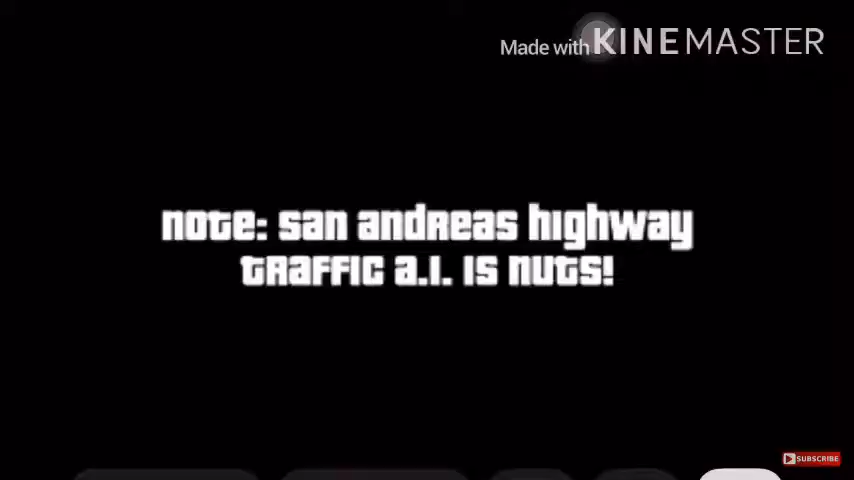 Made with KINEMASTER
note: san andreas highway
traffic a.i. is nuts!
SUBSCRIBE